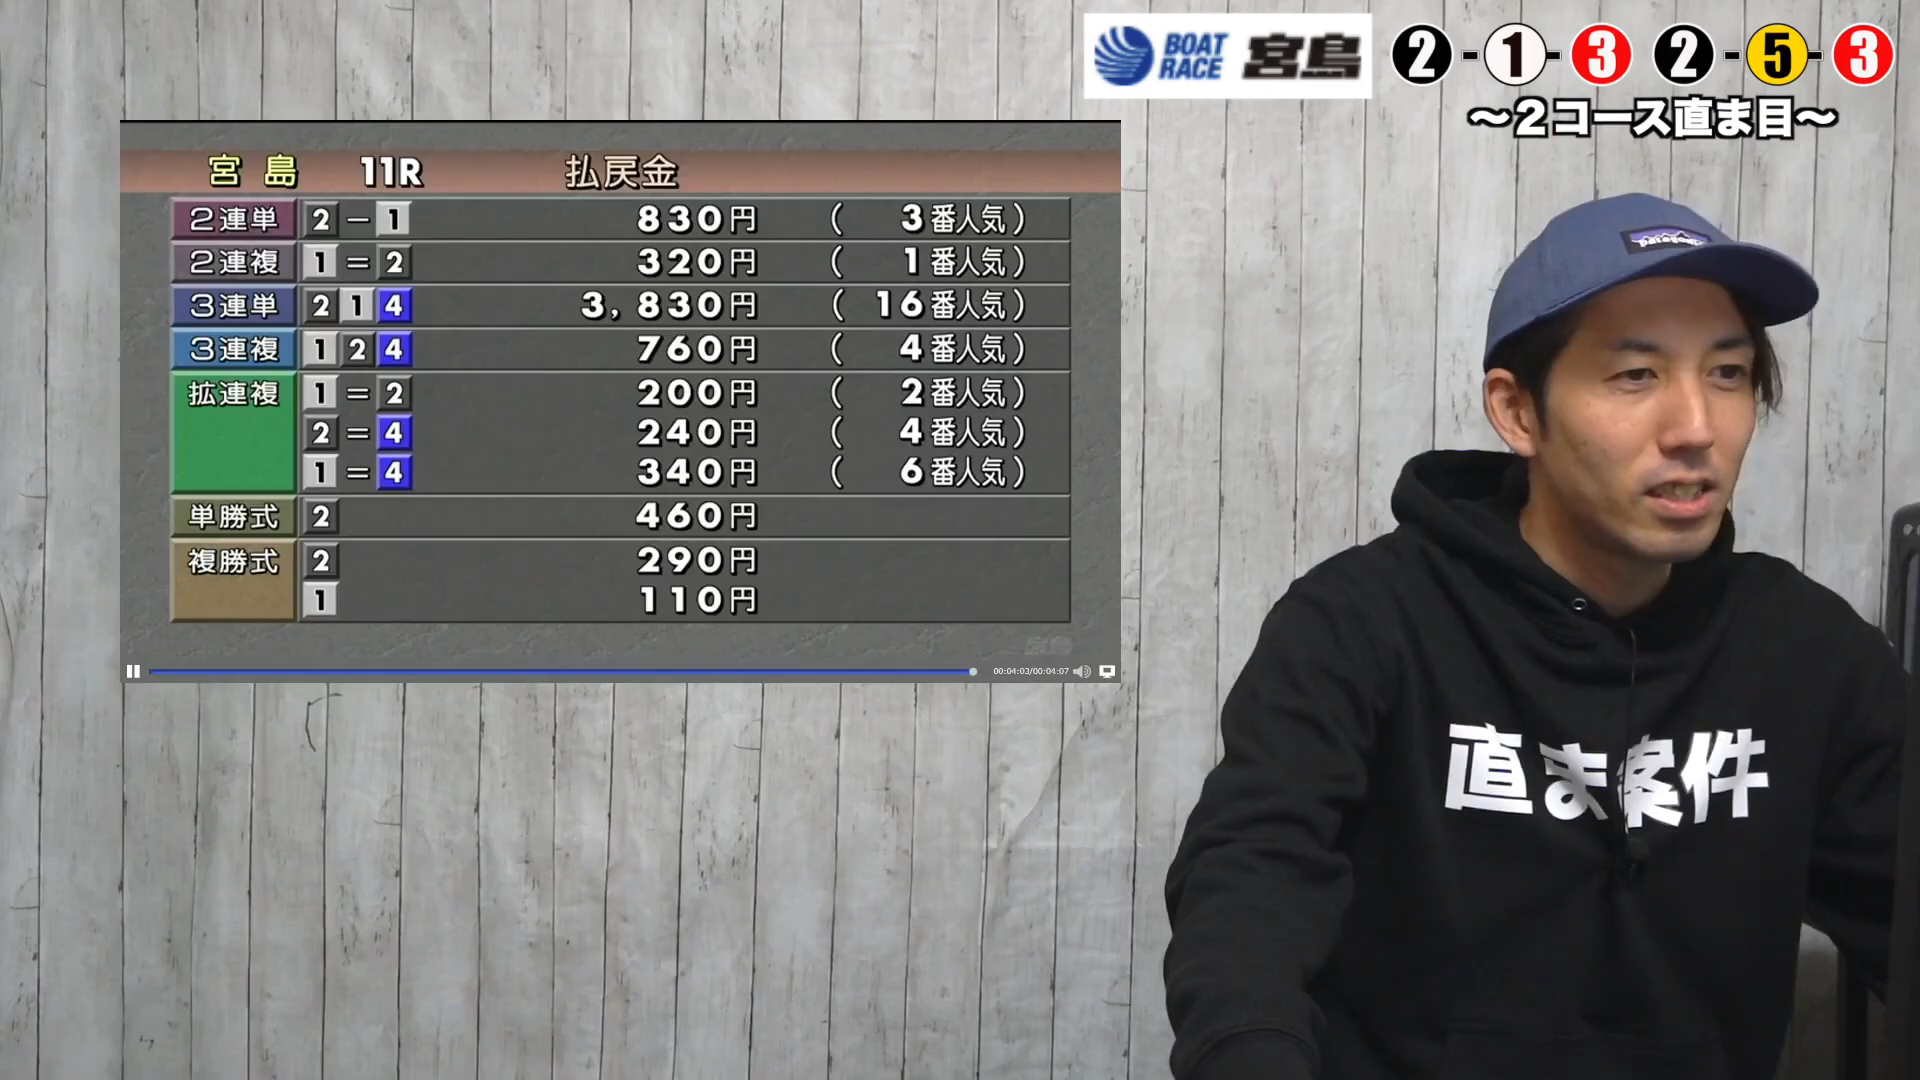 BOAT RACE 宮島
2-1-3 2-5-3
～2コース直ま目～
宮島 11R 払戻金
2連単 2-1 830円 ( 3番人気)
2連複 1=2 320円 ( 1番人気)
3連単 2 1 4 3,830円 ( 16番人気)
3連複 1 2 4 760円 ( 4番人気)
拡連複 1=2 200円 ( 2番人気)
2=4 240円 ( 4番人気)
1=4 340円 ( 6番人気)
単勝式 2 460円
複勝式 2 290円
1 110円
00:04:03/00:04:07
patagonia
直ま案件